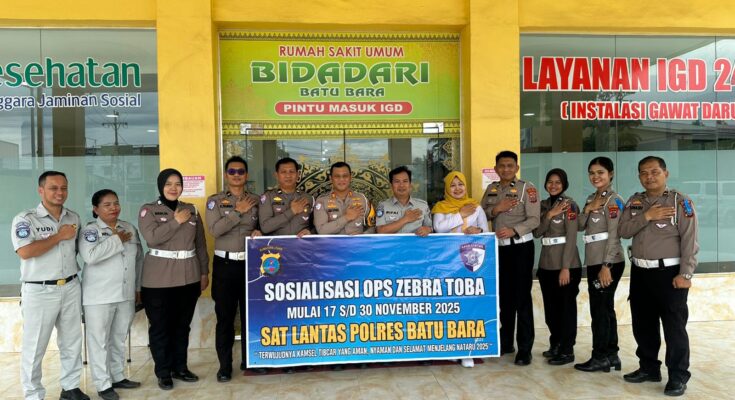 esehatan
ggara Jaminan Sosial
RUMAH SAKIT UMUM
BIDADARI
BATU BARA
PINTU MASUK IGD
LAYANAN IGD 24
( INSTALASI GAWAT DARU
YUDI
SOSIALISASI OPS ZEBRA TOBA
MULAI 17 S/D 30 NOVEMBER 2025
SAT LANTAS POLRES BATU BARA
" TERWUJUDNYA KAMSEL TIBCAR YANG AMAN, NYAMAN DAN SELAMAT MENJELANG NATARU 2025 "